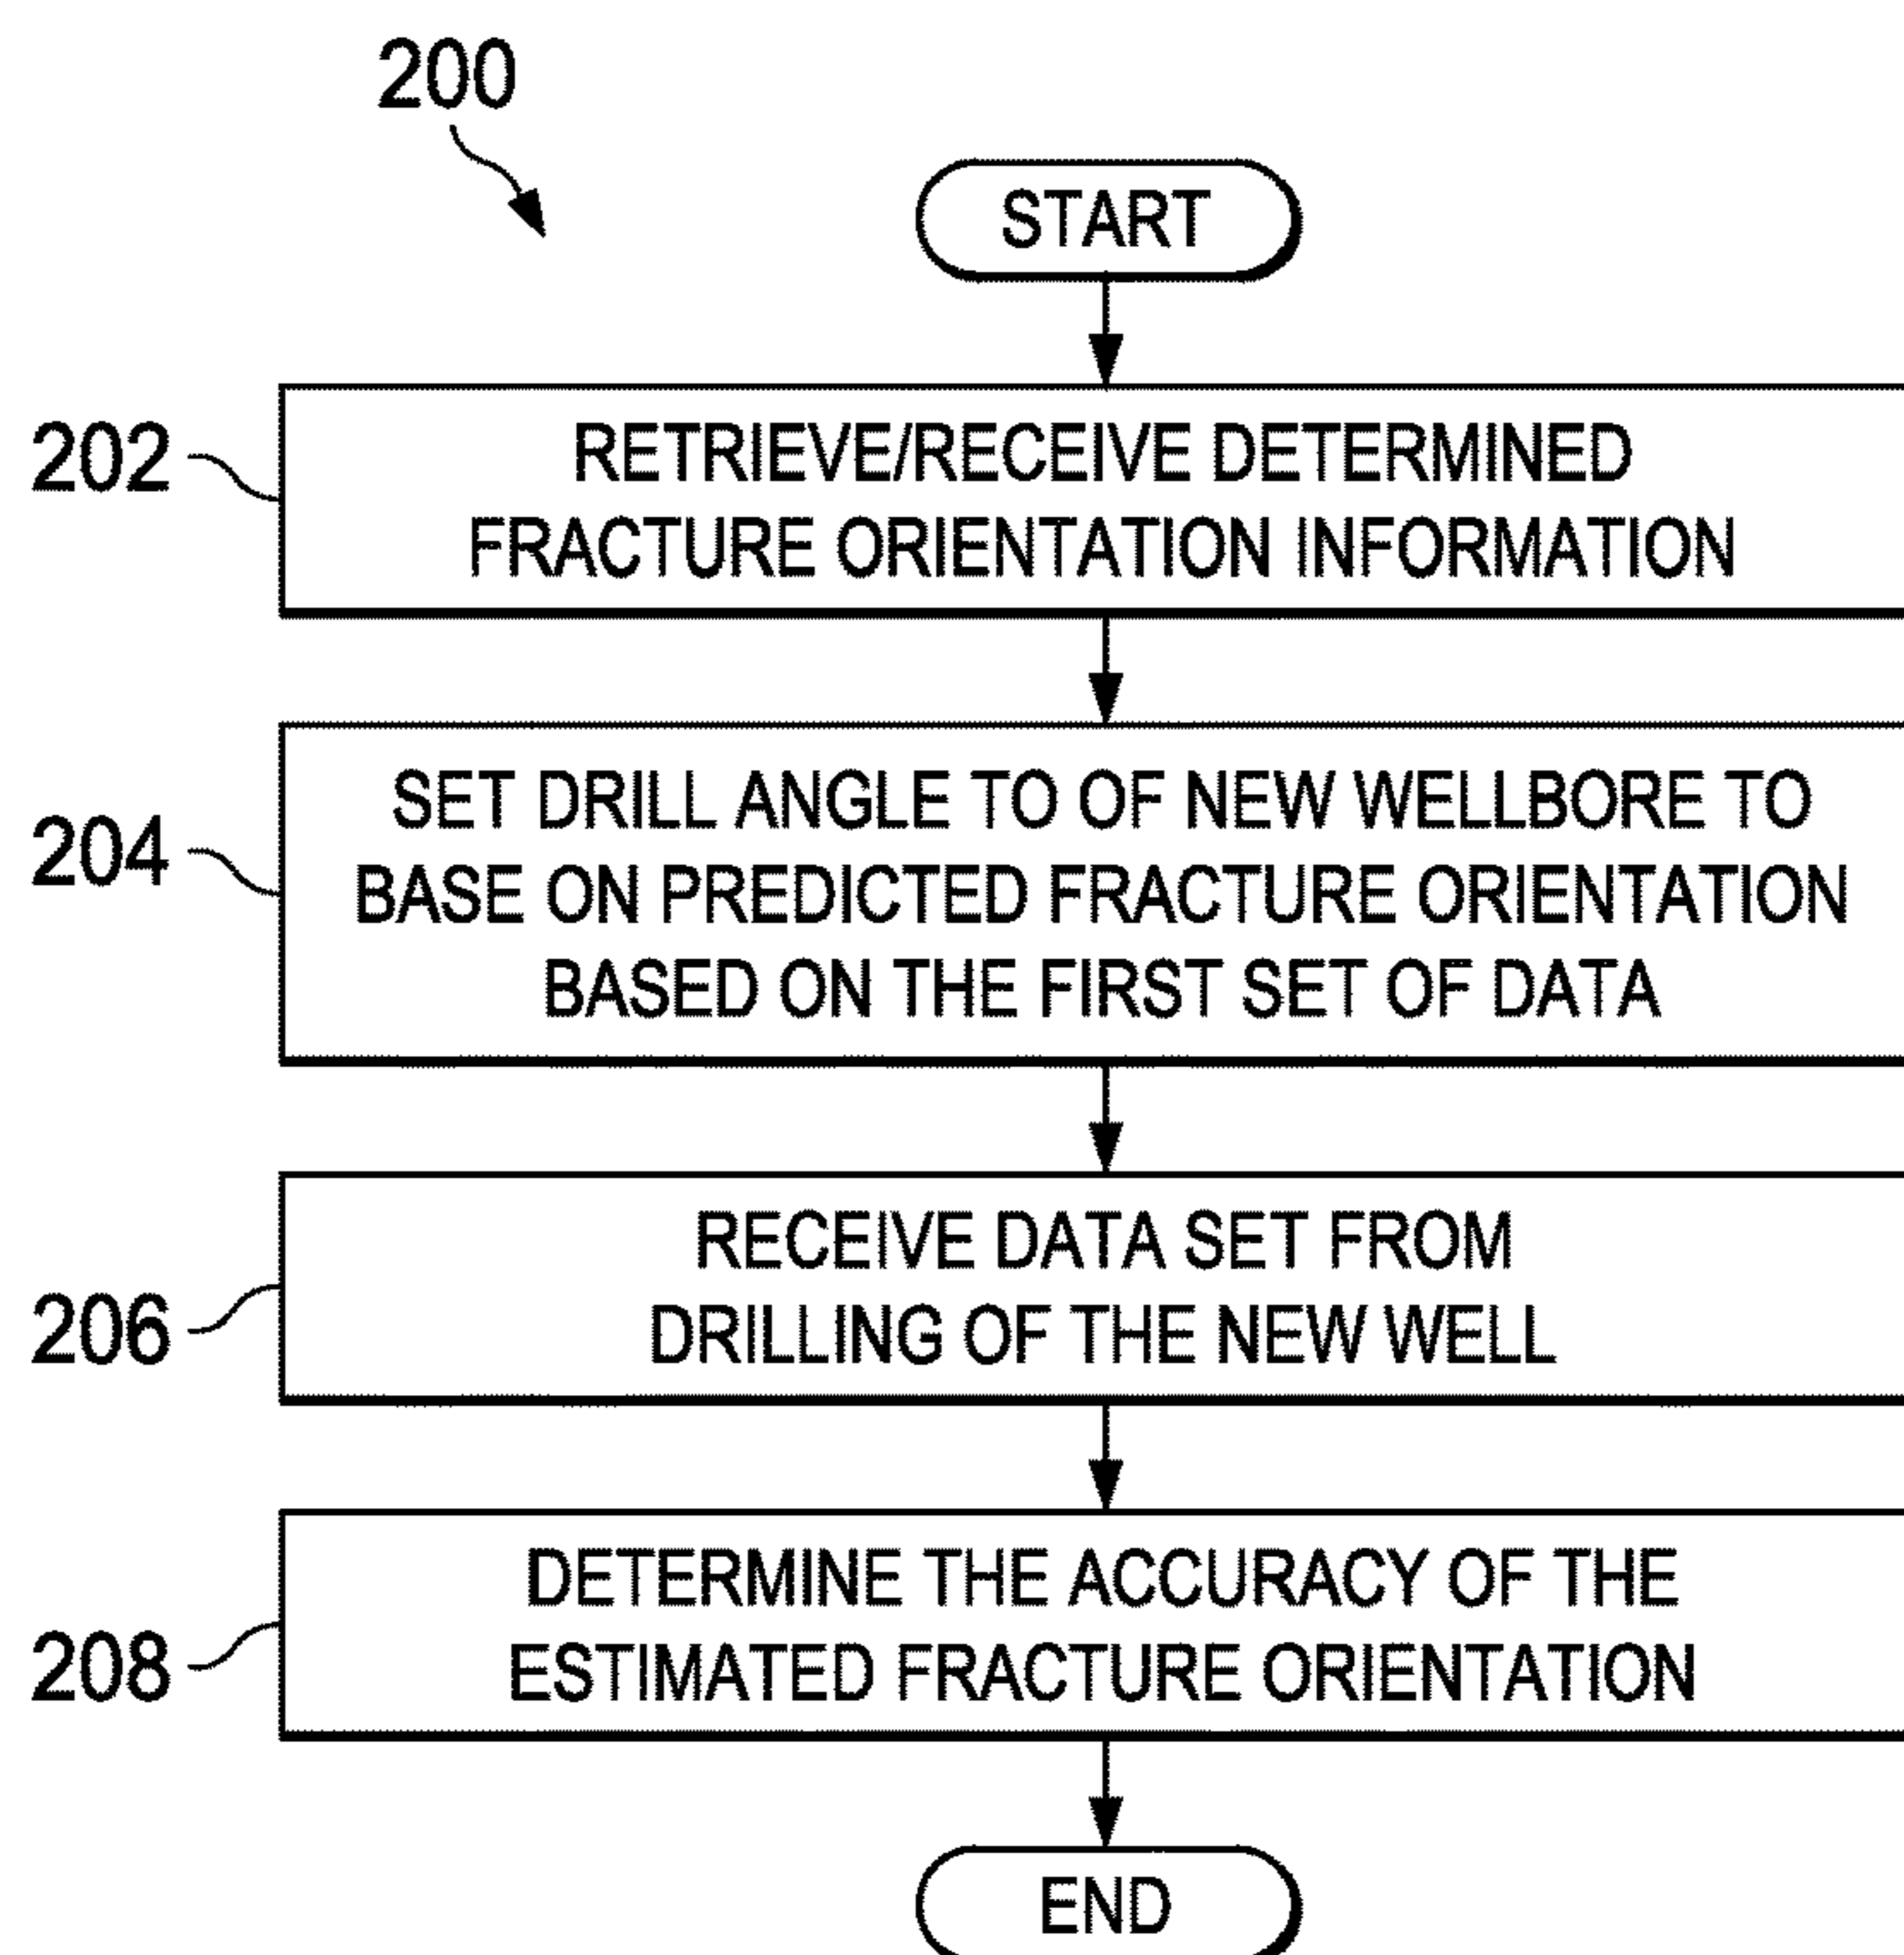 200
START
202
RETRIEVE/RECEIVE DETERMINED
FRACTURE ORIENTATION INFORMATION
204
SET DRILL ANGLE TO OF NEW WELLBORE TO
BASE ON PREDICTED FRACTURE ORIENTATION
BASED ON THE FIRST SET OF DATA
206
RECEIVE DATA SET FROM
DRILLING OF THE NEW WELL
208
DETERMINE THE ACCURACY OF THE
ESTIMATED FRACTURE ORIENTATION
END